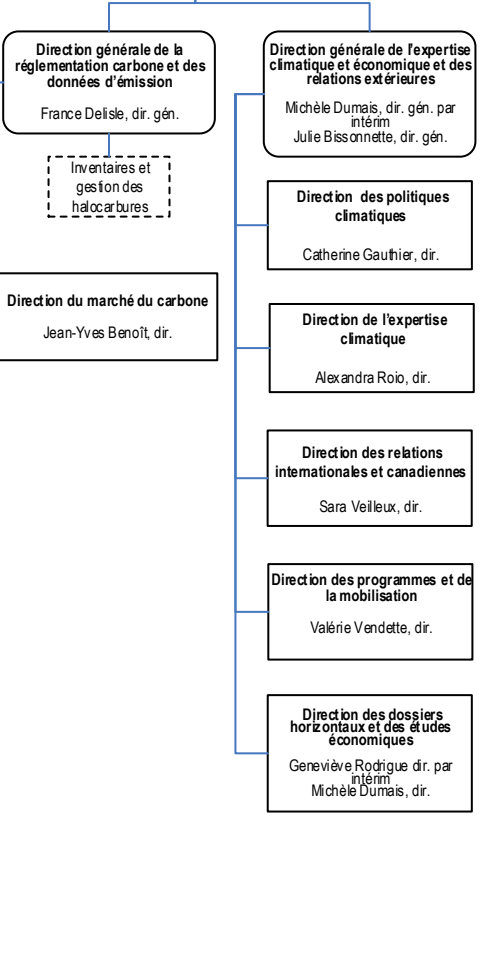 Direction générale de la
réglementation carbone et des
données d'émission
France Delisle, dir. gén.
Inventaires et
gestion des
halocarbures
Direction du marché du carbone
Jean-Yves Benoît, dir.
Direction générale de l'expertise
climatique et économique et des
relations extérieures
Michèle Dumais, dir. gén. par
intérim
Julie Bissonnette, dir. gén.
Direction des politiques
climatiques
Catherine Gauthier, dir.
Direction de l'expertise
climatique
Alexandra Roio, dir.
Direction des relations
internationales et canadiennes
Sara Veilleux, dir.
Direction des programmes et de
la mobilisation
Valérie Vendette, dir.
Direction des dossiers
horizontaux et des études
économiques
Geneviève Rodrigue dir. par
intérim
Michèle Dumais, dir.